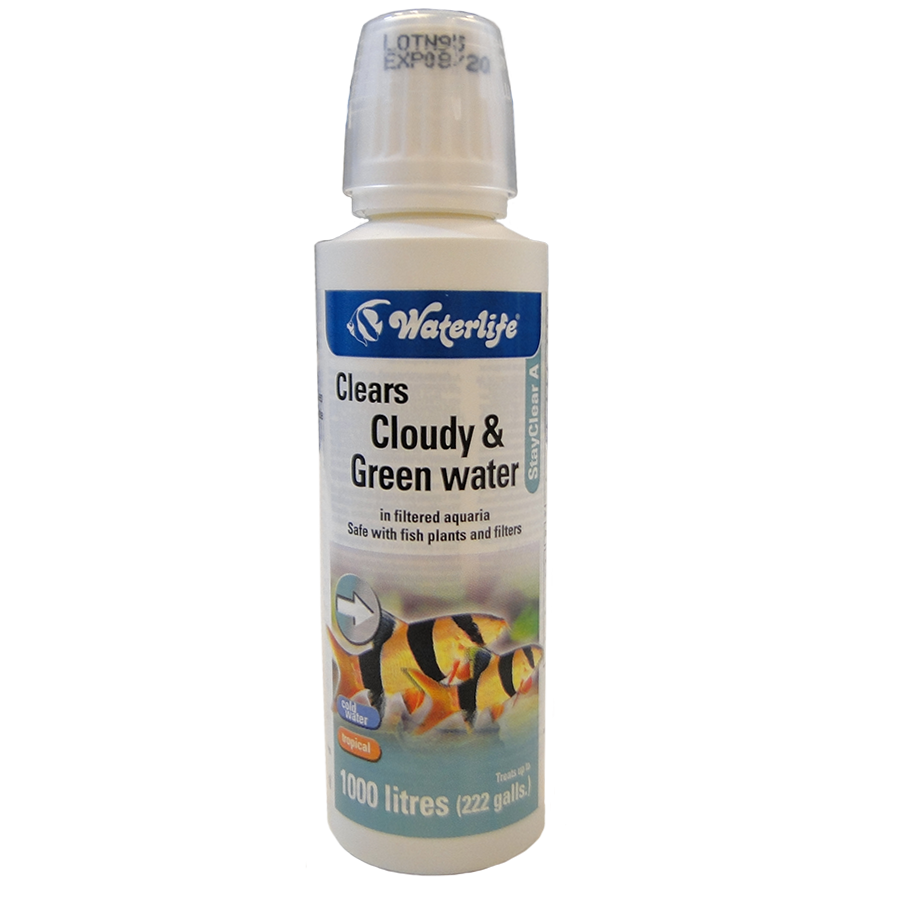 EXP09/20
Waterlife®
StayClear A
Clears
Cloudy &
Green water
in filtered aquaria
Safe with fish plants and filters
cold
water
tropical
Treats up to
1000 litres (222 galls.)